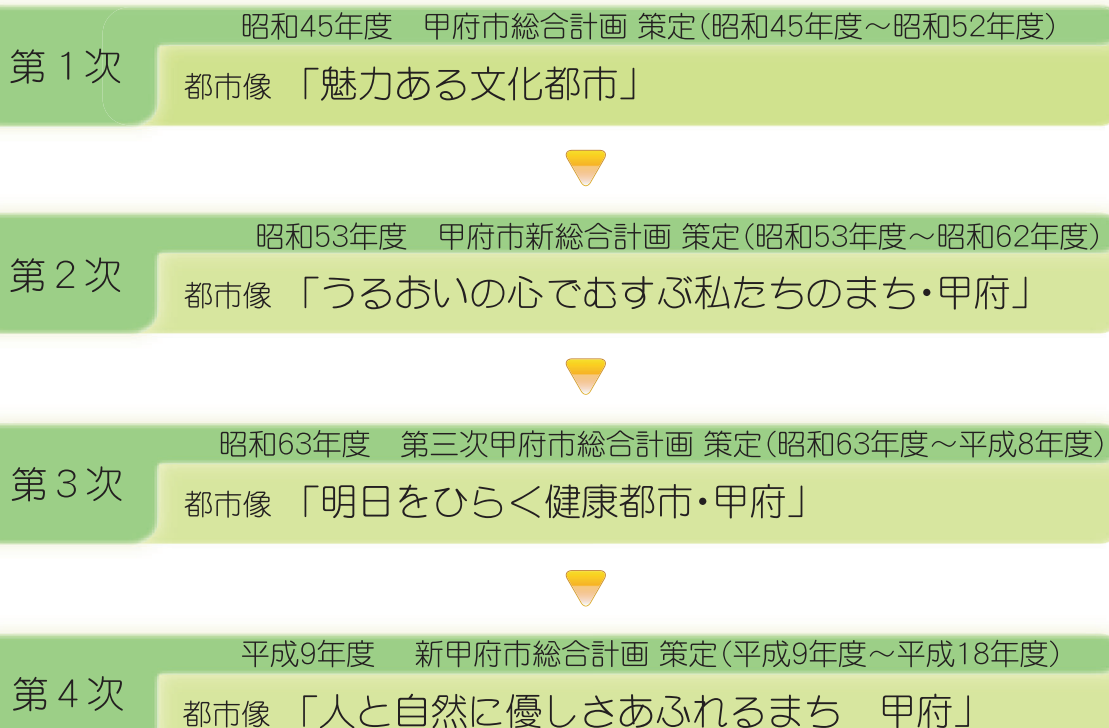 昭和45年度　甲府市総合計画 策定(昭和45年度～昭和52年度)
第1次
都市像 「魅力ある文化都市」
昭和53年度　甲府市新総合計画 策定(昭和53年度～昭和62年度)
第2次
都市像 「うるおいの心でむすぶ私たちのまち・甲府」
昭和63年度　第三次甲府市総合計画 策定(昭和63年度～平成8年度)
第3次
都市像 「明日をひらく健康都市・甲府」
平成9年度　新甲府市総合計画 策定(平成9年度～平成18年度)
第4次
都市像 「人と自然に優しさあふれるまち　甲府」